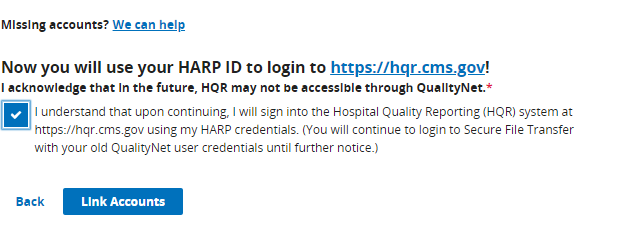 Missing accounts? We can help
Now you will use your HARP ID to login to https://hqr.cms.gov!
I acknowledge that in the future, HQR may not be accessible through QualityNet.*
I understand that upon continuing, I will sign into the Hospital Quality Reporting (HQR) system at
https://hqr.cms.gov using my HARP credentials. (You will continue to login to Secure File Transfer
with your old QualityNet user credentials until further notice.)
Back
Link Accounts